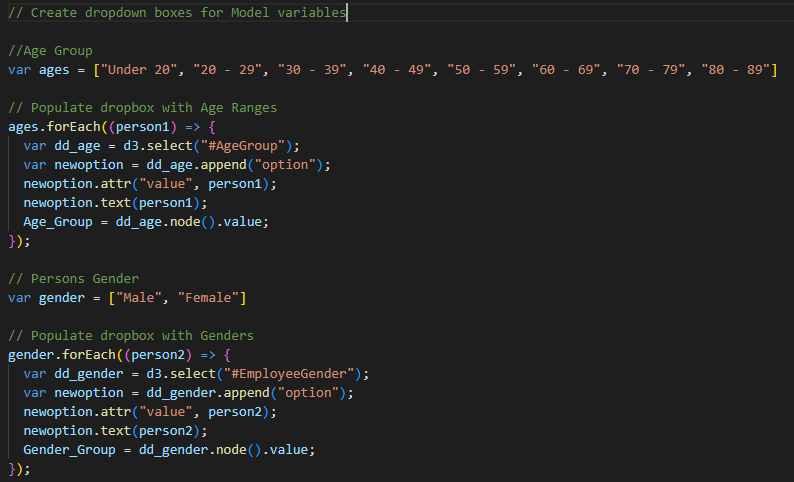 // Create dropdown boxes for Model variables
//Age Group
var ages = ["Under 20", "20 - 29", "30 - 39", "40 - 49", "50 - 59", "60 - 69", "70 - 79", "80 - 89"]
// Populate dropbox with Age Ranges
ages.forEach((person1) => {
  var dd_age = d3.select("#AgeGroup");
  var newoption = dd_age.append("option");
  newoption.attr("value", person1);
  newoption.text(person1);
  Age_Group = dd_age.node().value;
});
// Persons Gender
var gender = ["Male", "Female"]
// Populate dropbox with Genders
gender.forEach((person2) => {
  var dd_gender = d3.select("#EmployeeGender");
  var newoption = dd_gender.append("option");
  newoption.attr("value", person2);
  newoption.text(person2);
  Gender_Group = dd_gender.node().value;
});